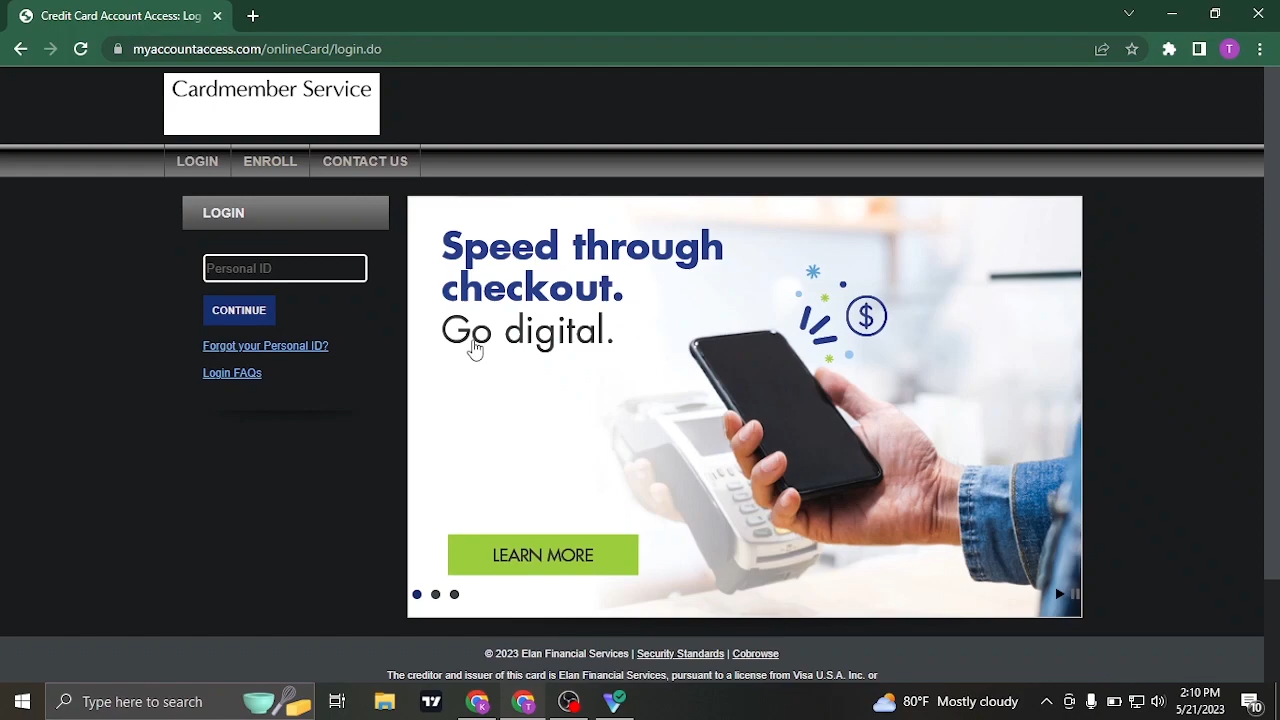 Credit Card Account Access: Log
myaccountaccess.com/onlineCard/login.do
T
Cardmember Service
LOGIN
ENROLL
CONTACT US
LOGIN
Personal ID
CONTINUE
Forgot your Personal ID?
Login FAQs
Speed through
checkout.
Go digital.
$
LEARN MORE
© 2023 Elan Financial Services | Security Standards | Cobrowse
The creditor and issuer of this card is Elan Financial Services, pursuant to a license from Visa U.S.A. Inc. or
Type here to search
K
T
80°F Mostly cloudy
2:10 PM
5/21/2023
10